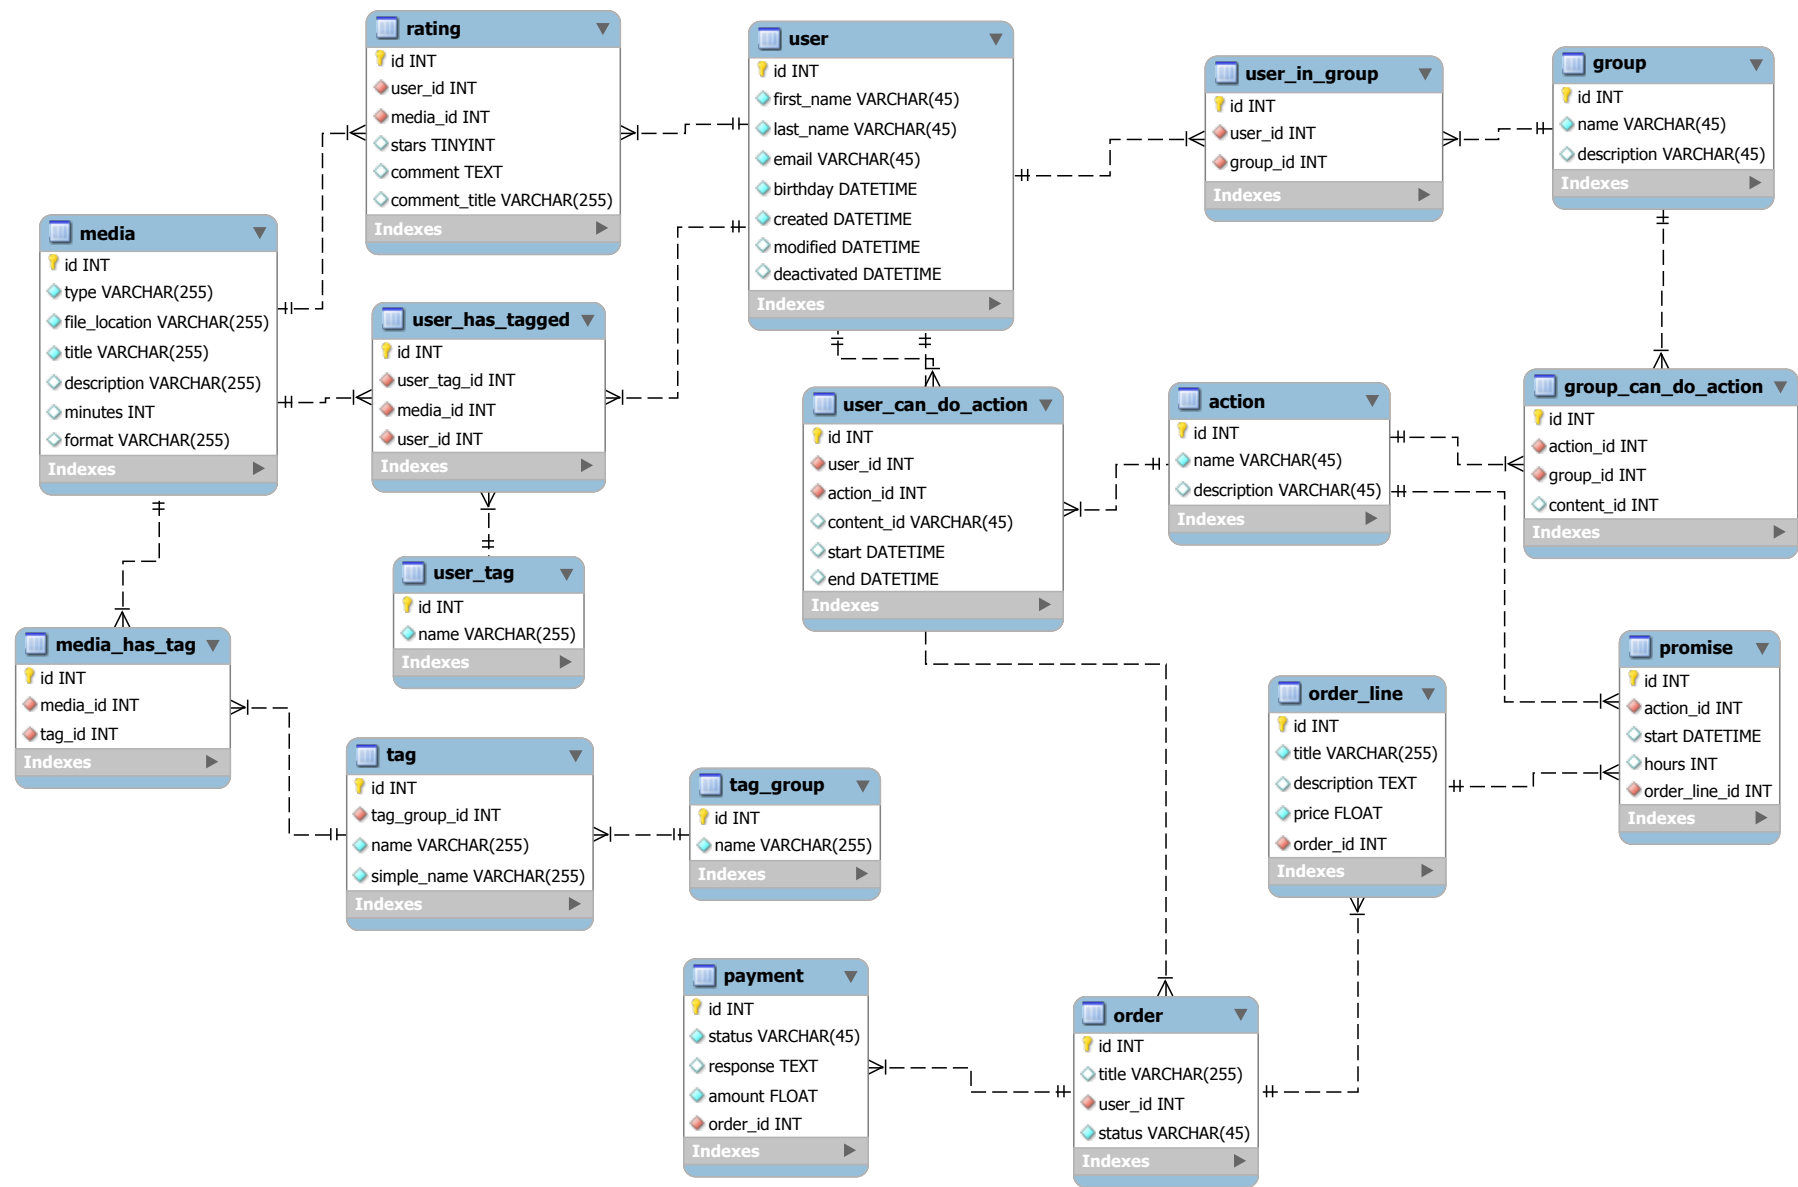 rating
id INT
user_id INT
media_id INT
stars TINYINT
comment TEXT
comment_title VARCHAR(255)
Indexes
user
id INT
first_name VARCHAR(45)
last_name VARCHAR(45)
email VARCHAR(45)
birthday DATETIME
created DATETIME
modified DATETIME
deactivated DATETIME
Indexes
user_in_group
id INT
user_id INT
group_id INT
Indexes
group
id INT
name VARCHAR(45)
description VARCHAR(45)
Indexes
media
id INT
type VARCHAR(255)
file_location VARCHAR(255)
title VARCHAR(255)
description VARCHAR(255)
minutes INT
format VARCHAR(255)
Indexes
user_has_tagged
id INT
user_tag_id INT
media_id INT
user_id INT
Indexes
user_can_do_action
id INT
user_id INT
action_id INT
content_id VARCHAR(45)
start DATETIME
end DATETIME
Indexes
action
id INT
name VARCHAR(45)
description VARCHAR(45)
Indexes
group_can_do_action
id INT
action_id INT
group_id INT
content_id INT
Indexes
user_tag
id INT
name VARCHAR(255)
Indexes
media_has_tag
id INT
media_id INT
tag_id INT
Indexes
tag
id INT
tag_group_id INT
name VARCHAR(255)
simple_name VARCHAR(255)
Indexes
tag_group
id INT
name VARCHAR(255)
Indexes
order_line
id INT
title VARCHAR(255)
description TEXT
price FLOAT
order_id INT
Indexes
promise
id INT
action_id INT
start DATETIME
hours INT
order_line_id INT
Indexes
payment
id INT
status VARCHAR(45)
response TEXT
amount FLOAT
order_id INT
Indexes
order
id INT
title VARCHAR(255)
user_id INT
status VARCHAR(45)
Indexes